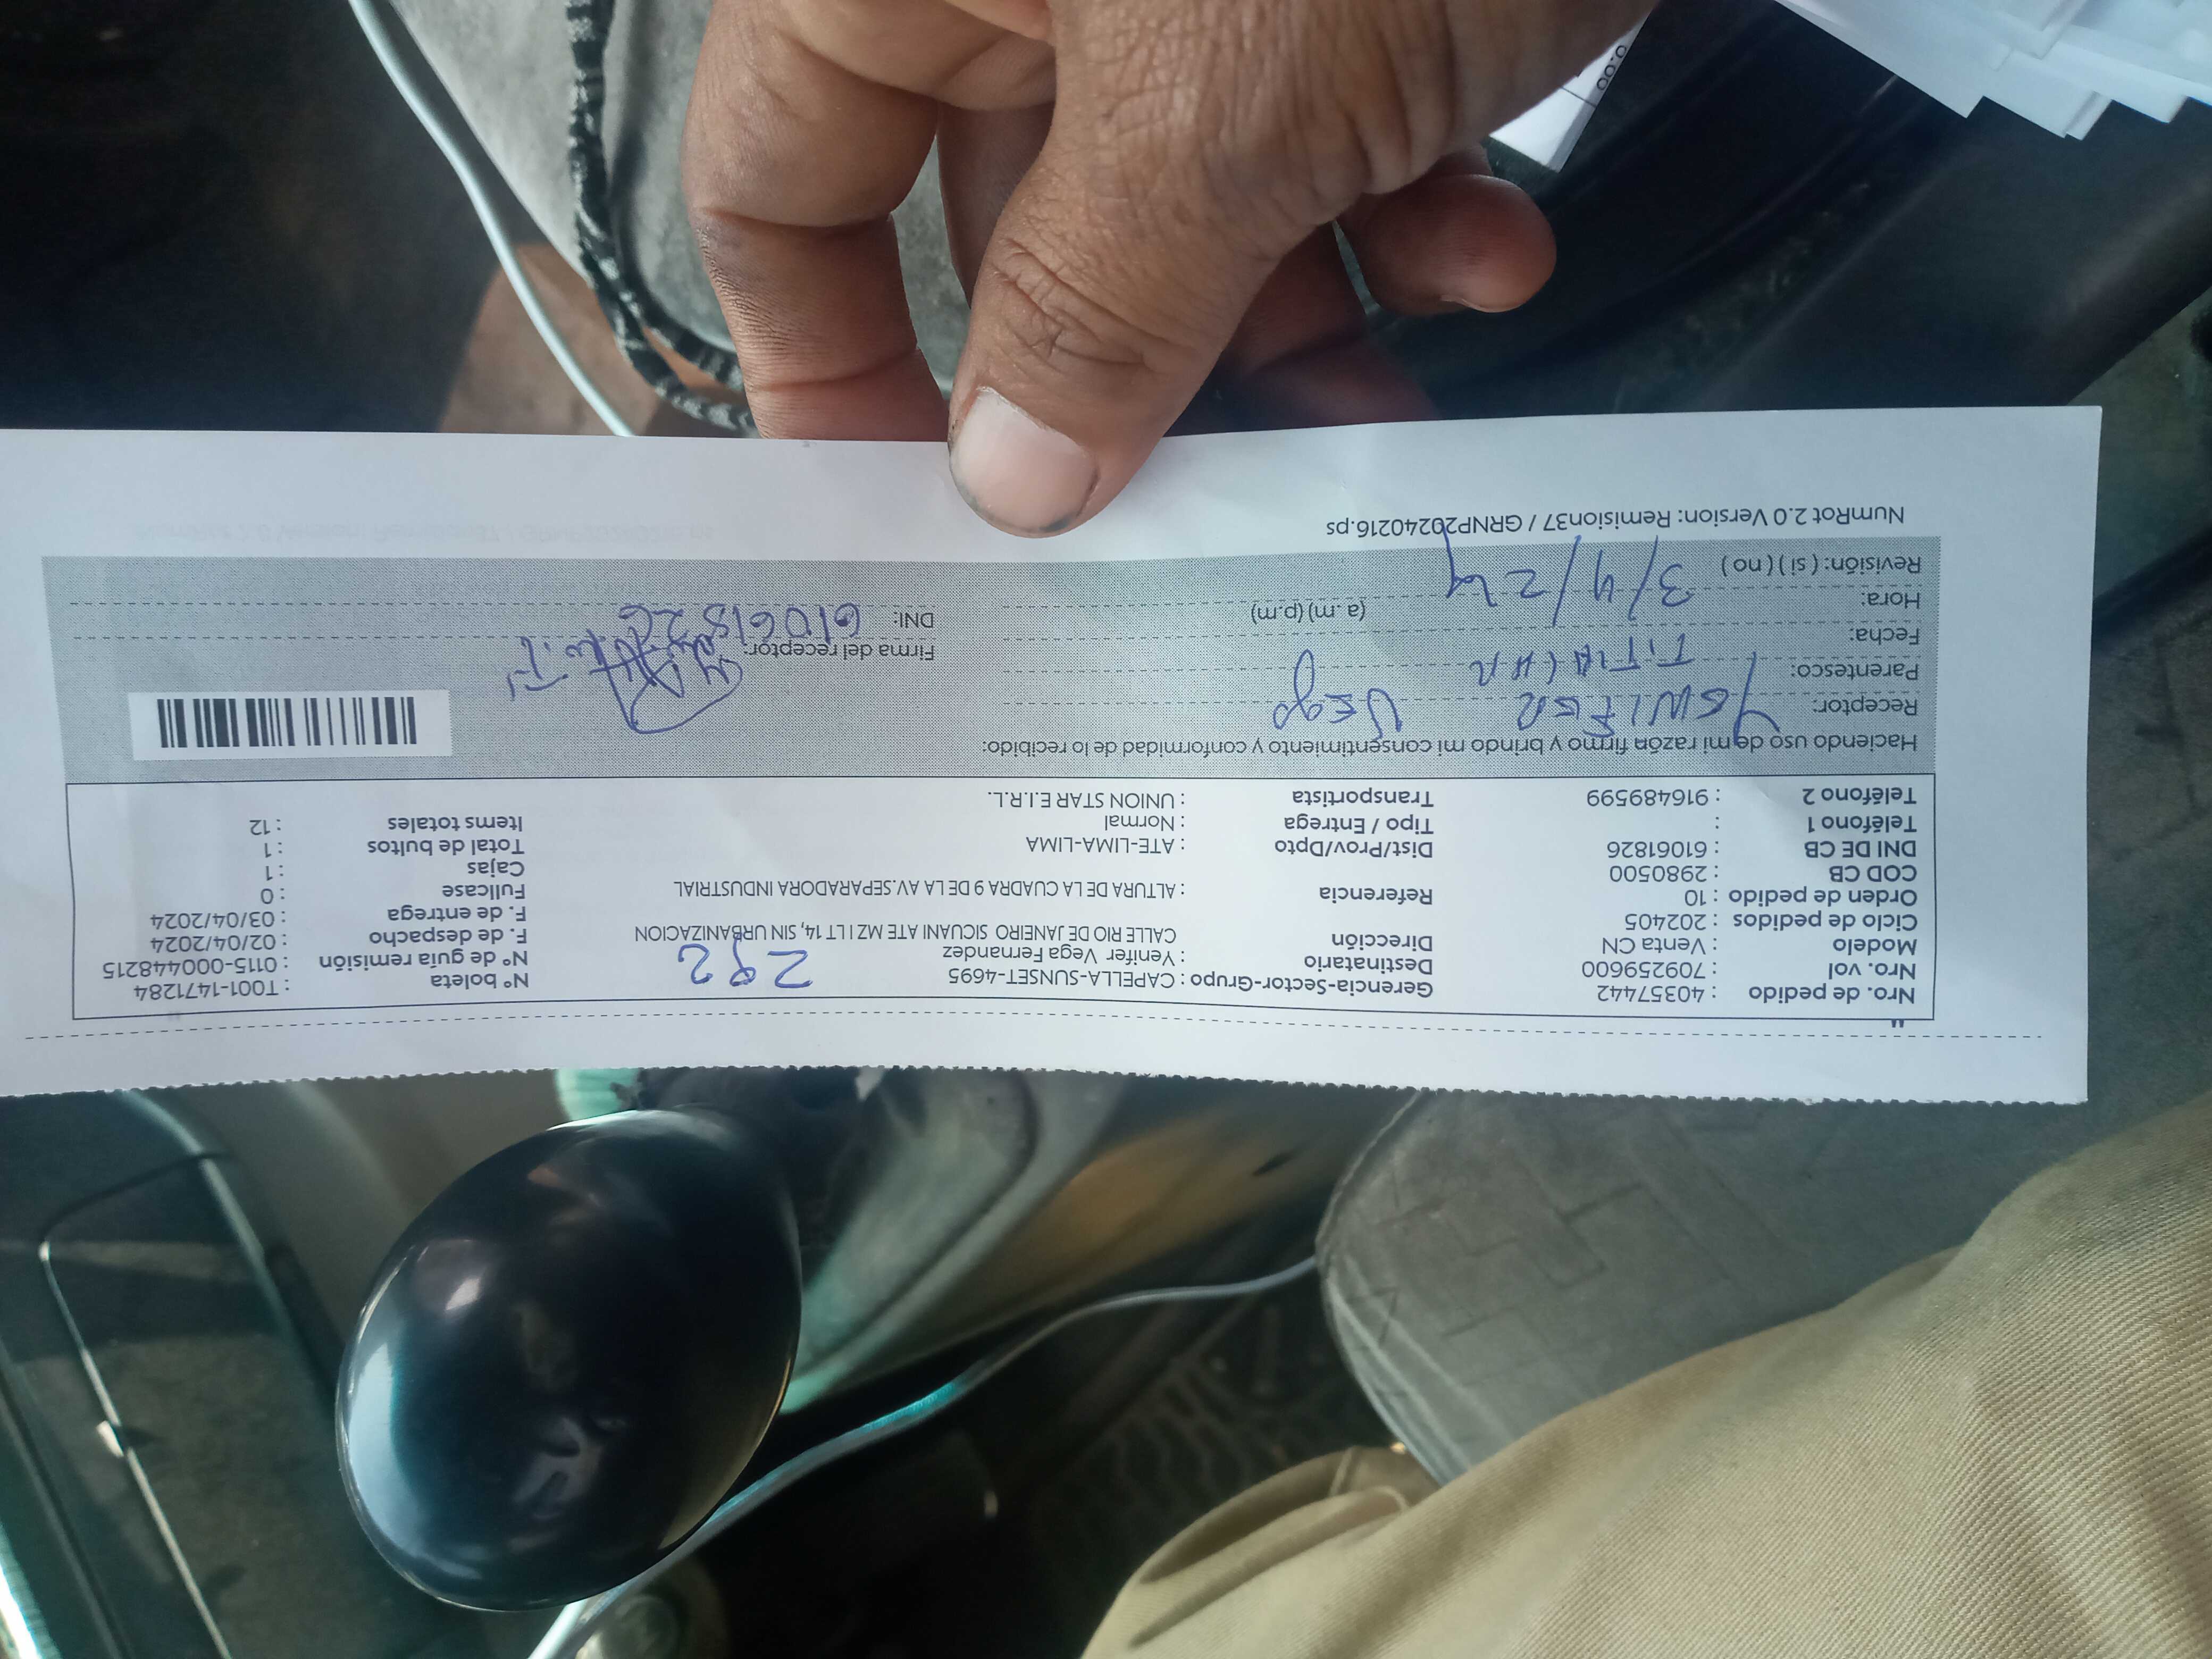 Nro. de pedido : 40357442 Gerencia-Sector-Grupo : CAPELLA-SUNSET-4695 292 N° boleta : T001-1471284
Nro. vol : 709259600 Destinatario : Yenifer Vega Fernandez N° de guía remisión : 0115-000448215
Modelo : Venta CN Dirección CALLE RIO DE JANEIRO SICUANI ATE MZ I LT 14, SIN URBANIZACION F. de despacho : 02/04/2024
Ciclo de pedidos : 202405 F. de entrega : 03/04/2024
Orden de pedido : 10 Referencia : ALTURA DE LA CUADRA 9 DE LA AV.SEPARADORA INDUSTRIAL Fullcase : 0
COD CB : 2980500 Cajas : 1
DNI DE CB : 61061826 Dist/Prov/Dpto : ATE-LIMA-LIMA Total de bultos : 1
Teléfono 1 : Tipo / Entrega : Normal Items totales : 12
Teléfono 2 : 916489599 Transportista : UNION STAR E.I.R.L.
Haciendo uso de mi razón firmo y brindo mi consentimiento y conformidad de lo recibido:
Receptor: YENIFER VEGA
Parentesco: TITULAR
Fecha: Firma del receptor:
Hora: 3/4/24 (a .m) (p.m) DNI: 61061826
Revisión: ( si ) ( no )
NumRot 2.0 Version: Remision37 / GRNP20240216.ps
0.00